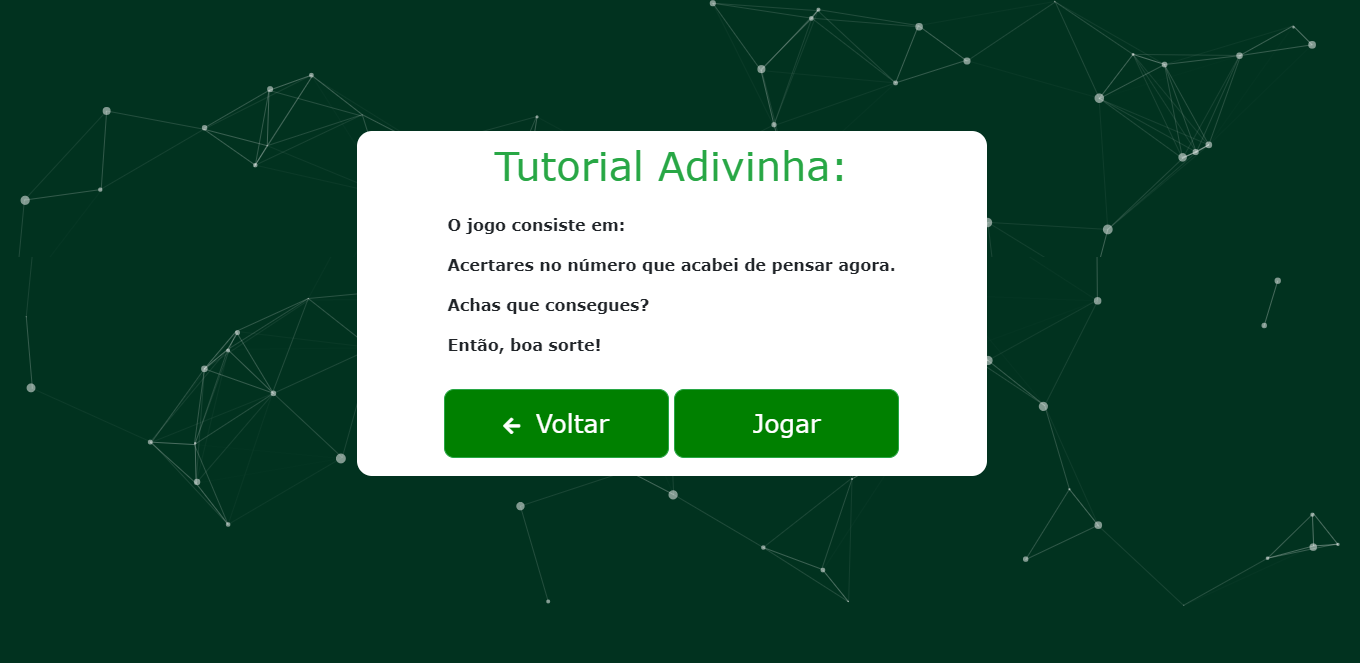 Tutorial Adivinha:
O jogo consiste em:
Acertares no número que acabei de pensar agora.
Achas que consegues?
Então, boa sorte!
Voltar
Jogar